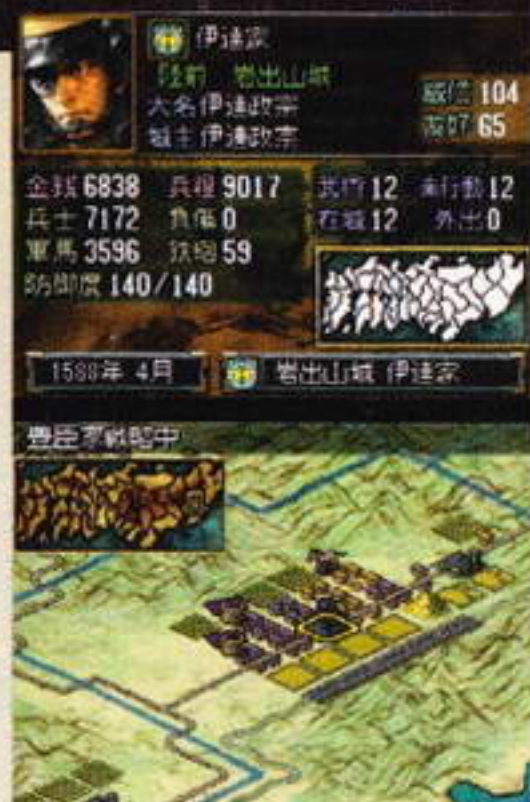 伊達家
陸前 岩出山城
大名 伊達政宗
城主 伊達政宗
威信 104
友好 65
金銭 6838 兵糧 9017
兵士 7172 負債 0
軍馬 3596 鉄砲 59
防御度 140/140
武将 12 未行動 12
在城 12 外出 0
1588年 4月
岩出山城 伊達家
豊臣家戦略中